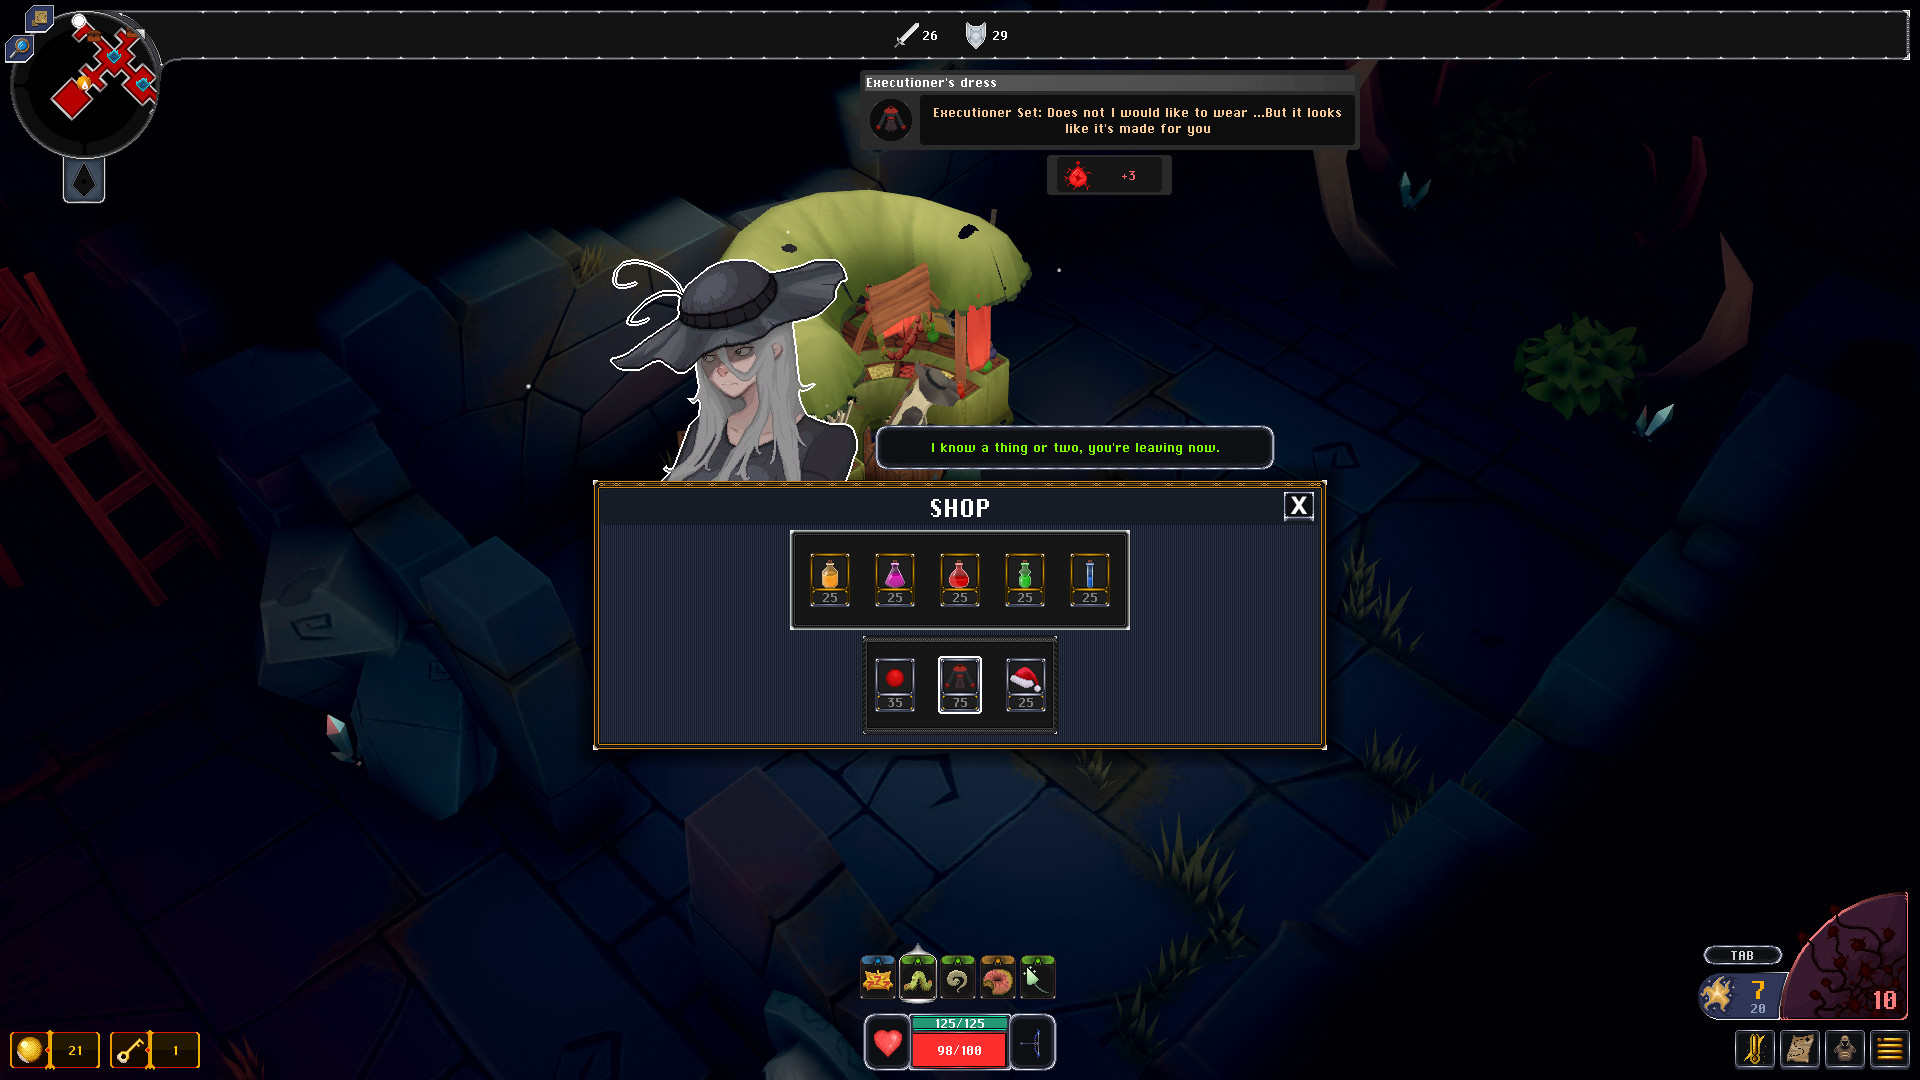 26
29
Executioner's dress
Executioner Set: Does not I would like to wear ...But it looks
like it's made for you
+3
I know a thing or two, you're leaving now.
SHOP
X
25
25
25
25
25
35
75
25
TAB
7
20
10
125/125
98/100
21
1